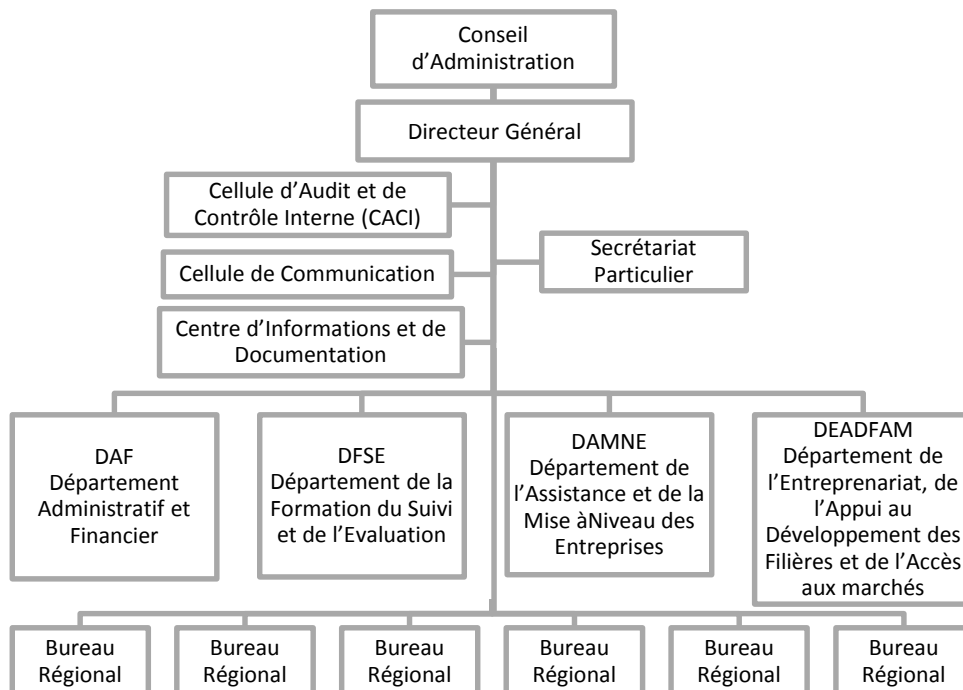 Conseil
d'Administration
Directeur Général
Cellule d'Audit et de
Contrôle Interne (CACI)
Secrétariat
Particulier
Cellule de Communication
Centre d'Informations et de
Documentation
DAF
Département
Administratif et
Financier
DFSE
Département de la
Formation du Suivi
et de l'Evaluation
DAMNE
Département de
l'Assistance et de la
Mise àNiveau des
Entreprises
DEADFAM
Département de
l'Entreprenariat, de
l'Appui au
Développement des
Filières et de l'Accès
aux marchés
Bureau
Régional
Bureau
Régional
Bureau
Régional
Bureau
Régional
Bureau
Régional
Bureau
Régional